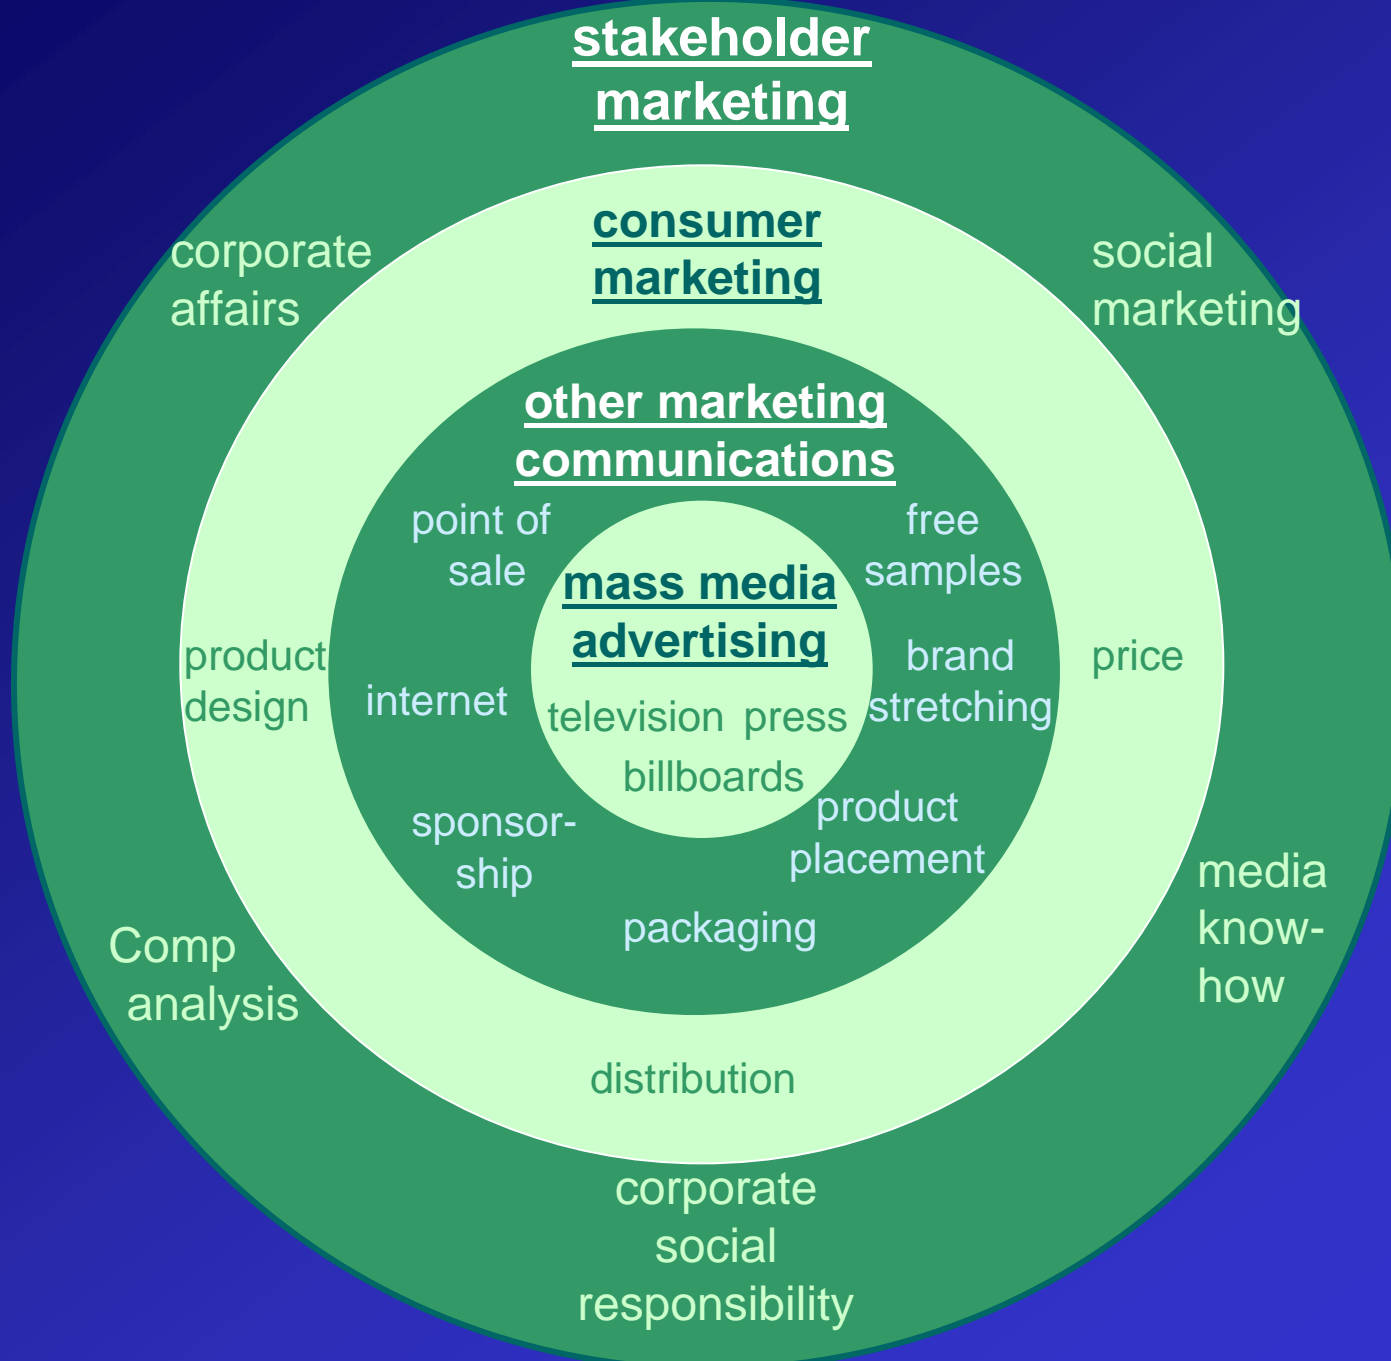 stakeholder
marketing
consumer
marketing
corporate
affairs
social
marketing
other marketing
communications
point of
sale
free
samples
mass media
advertising
product
design
internet
television press
billboards
brand
stretching
price
sponsor-
ship
product
placement
packaging
media
know-
how
Comp
analysis
distribution
corporate
social
responsibility